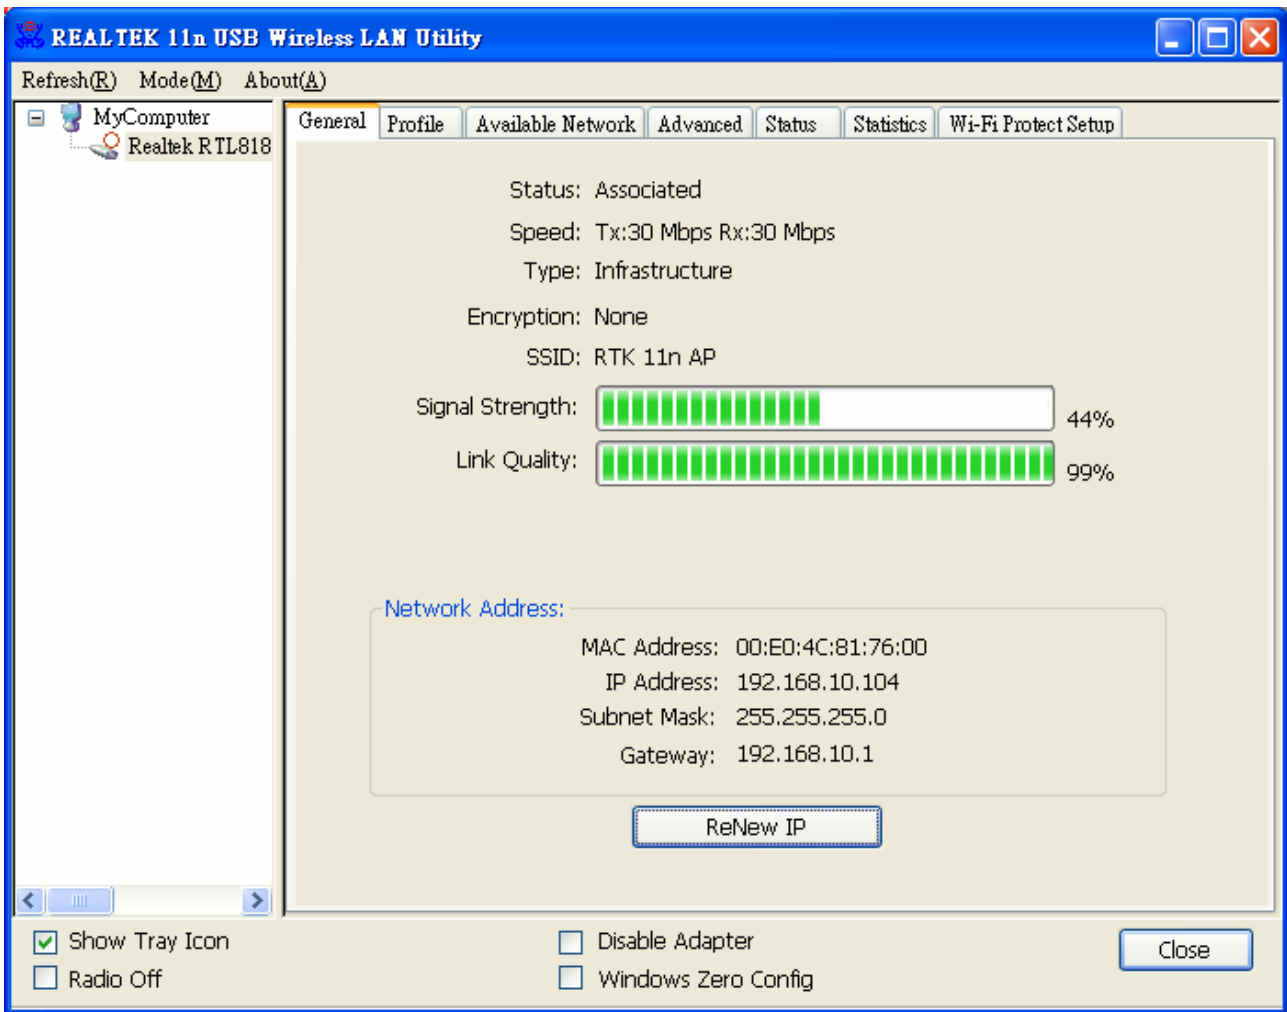 REALTEK 11n USB Wireless LAN Utility
Refresh(R) Mode(M) About(A)
MyComputer
Realtek RTL818
General Profile Available Network Advanced Status Statistics Wi-Fi Protect Setup
Status: Associated
Speed: Tx:30 Mbps Rx:30 Mbps
Type: Infrastructure
Encryption: None
SSID: RTK 11n AP
Signal Strength: 44%
Link Quality: 99%
Network Address:
MAC Address: 00:E0:4C:81:76:00
IP Address: 192.168.10.104
Subnet Mask: 255.255.255.0
Gateway: 192.168.10.1
ReNew IP
Show Tray Icon Disable Adapter Close
Radio Off Windows Zero Config